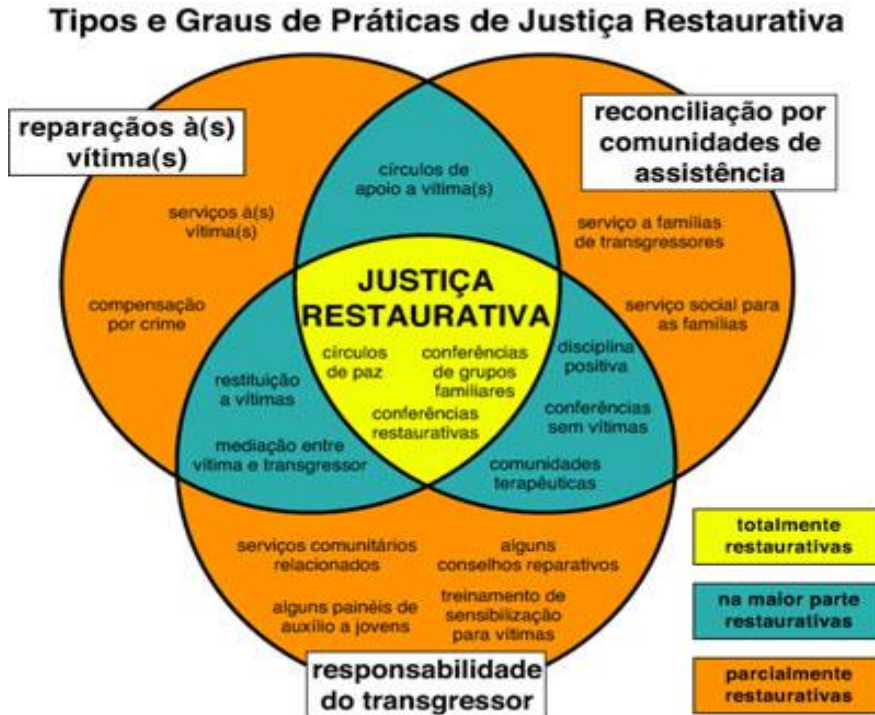 Tipos e Graus de Práticas de Justiça Restaurativa
reparaçãos à(s)
vítima(s)
reconciliação por
comunidades de
assistência
círculos de
apoio a vítima(s)
serviços à(s)
vítima(s)
serviço a famílias
de transgressores
compensação
por crime
JUSTIÇA
RESTAURATIVA
serviço social para
as famílias
círculos
de paz
conferências
de grupos
familiares
conferências
restaurativas
disciplina
positiva
restituição
a vítimas
conferências
sem vítimas
mediação entre
vítima e transgressor
comunidades
terapêuticas
serviços comunitários
relacionados
alguns
conselhos reparativos
alguns painéis de
auxílio a jovens
treinamento de
sensibilização
para vítimas
responsabilidade
do transgressor
totalmente
restaurativas
na maior parte
restaurativas
parcialmente
restaurativas